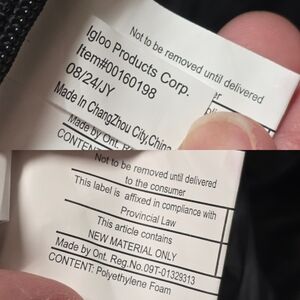 Not to be removed until delivered
Igloo Products Corp.
Item#00160198
08/24/JY
Made in ChangZhou City,China
Made by Ont. R
CONTENT
Not to be removed until delivered
to the consumer
This label is affixed in compliance with
Provincial Law
This article contains
NEW MATERIAL ONLY
Made by Ont. Reg.No.09T-01329313
CONTENT: Polyethylene Foam